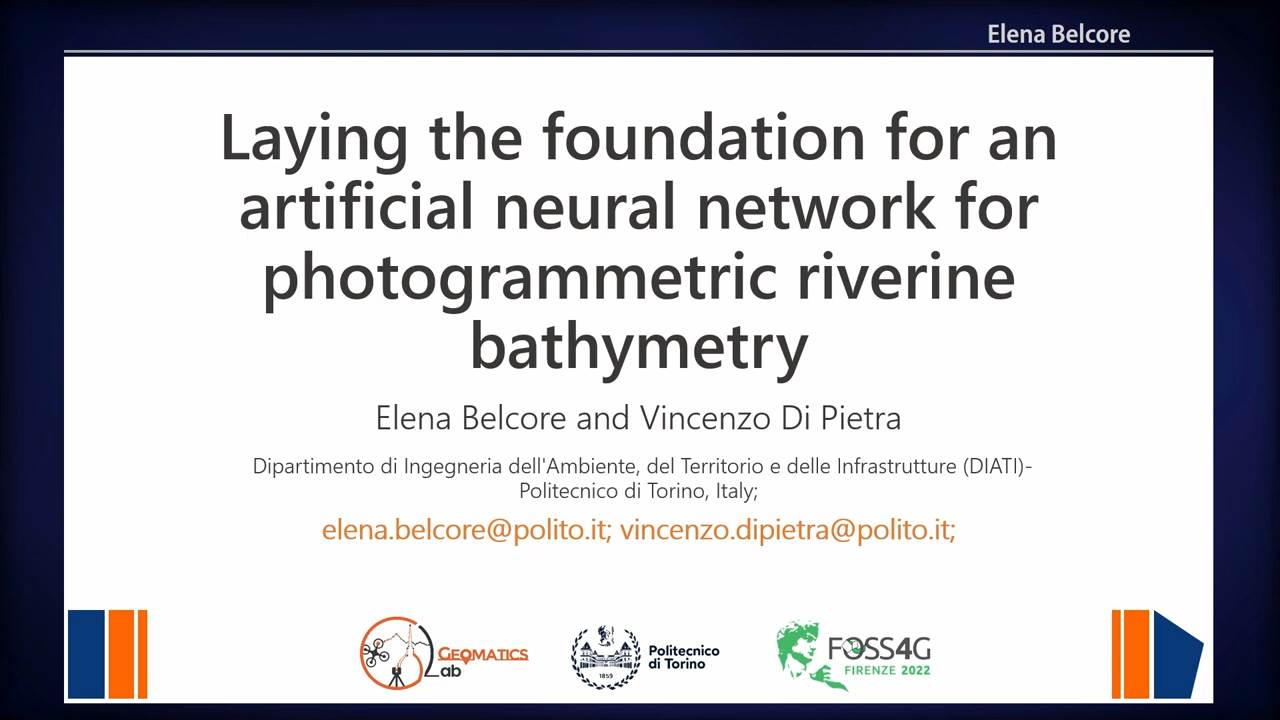 Elena Belcore
Laying the foundation for an
artificial neural network for
photogrammetric riverine
bathymetry
Elena Belcore and Vincenzo Di Pietra
Dipartimento di Ingegneria dell'Ambiente, del Territorio e delle Infrastrutture (DIATI)-
Politecnico di Torino, Italy;
elena.belcore@polito.it; vincenzo.dipietra@polito.it;
GEOMATICS
Lab
1859
Politecnico
di Torino
FOSS4G
FIRENZE 2022